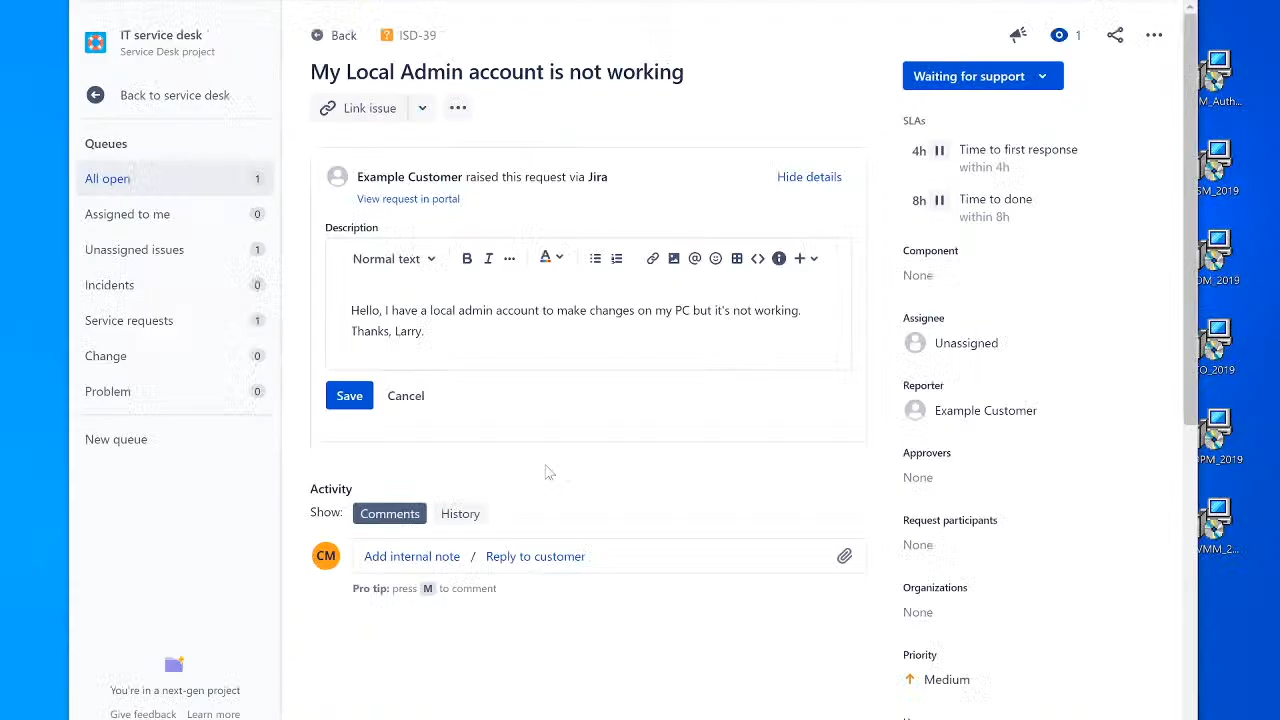 IT service desk
Service Desk project
Back to service desk
Queues
All open 1
Assigned to me 0
Unassigned issues 1
Incidents 0
Service requests 1
Change 0
Problem 0
New queue
You're in a next-gen project
Give feedback Learn more
Back ISD-39
1
My Local Admin account is not working
Link issue
Example Customer raised this request via Jira Hide details
View request in portal
Description
Normal text B I A @
Hello, I have a local admin account to make changes on my PC but it's not working.
Thanks, Larry.
Save Cancel
Activity
Show: Comments History
CM Add internal note / Reply to customer
Pro tip: press M to comment
Waiting for support
SLAs
4h Time to first response
within 4h
8h Time to done
within 8h
Component
None
Assignee
Unassigned
Reporter
Example Customer
Approvers
None
Request participants
None
Organizations
None
Priority
Medium
M_Auth...
SM_2019
OM_2019
CO_2019
DPM_2019
VMM_2...